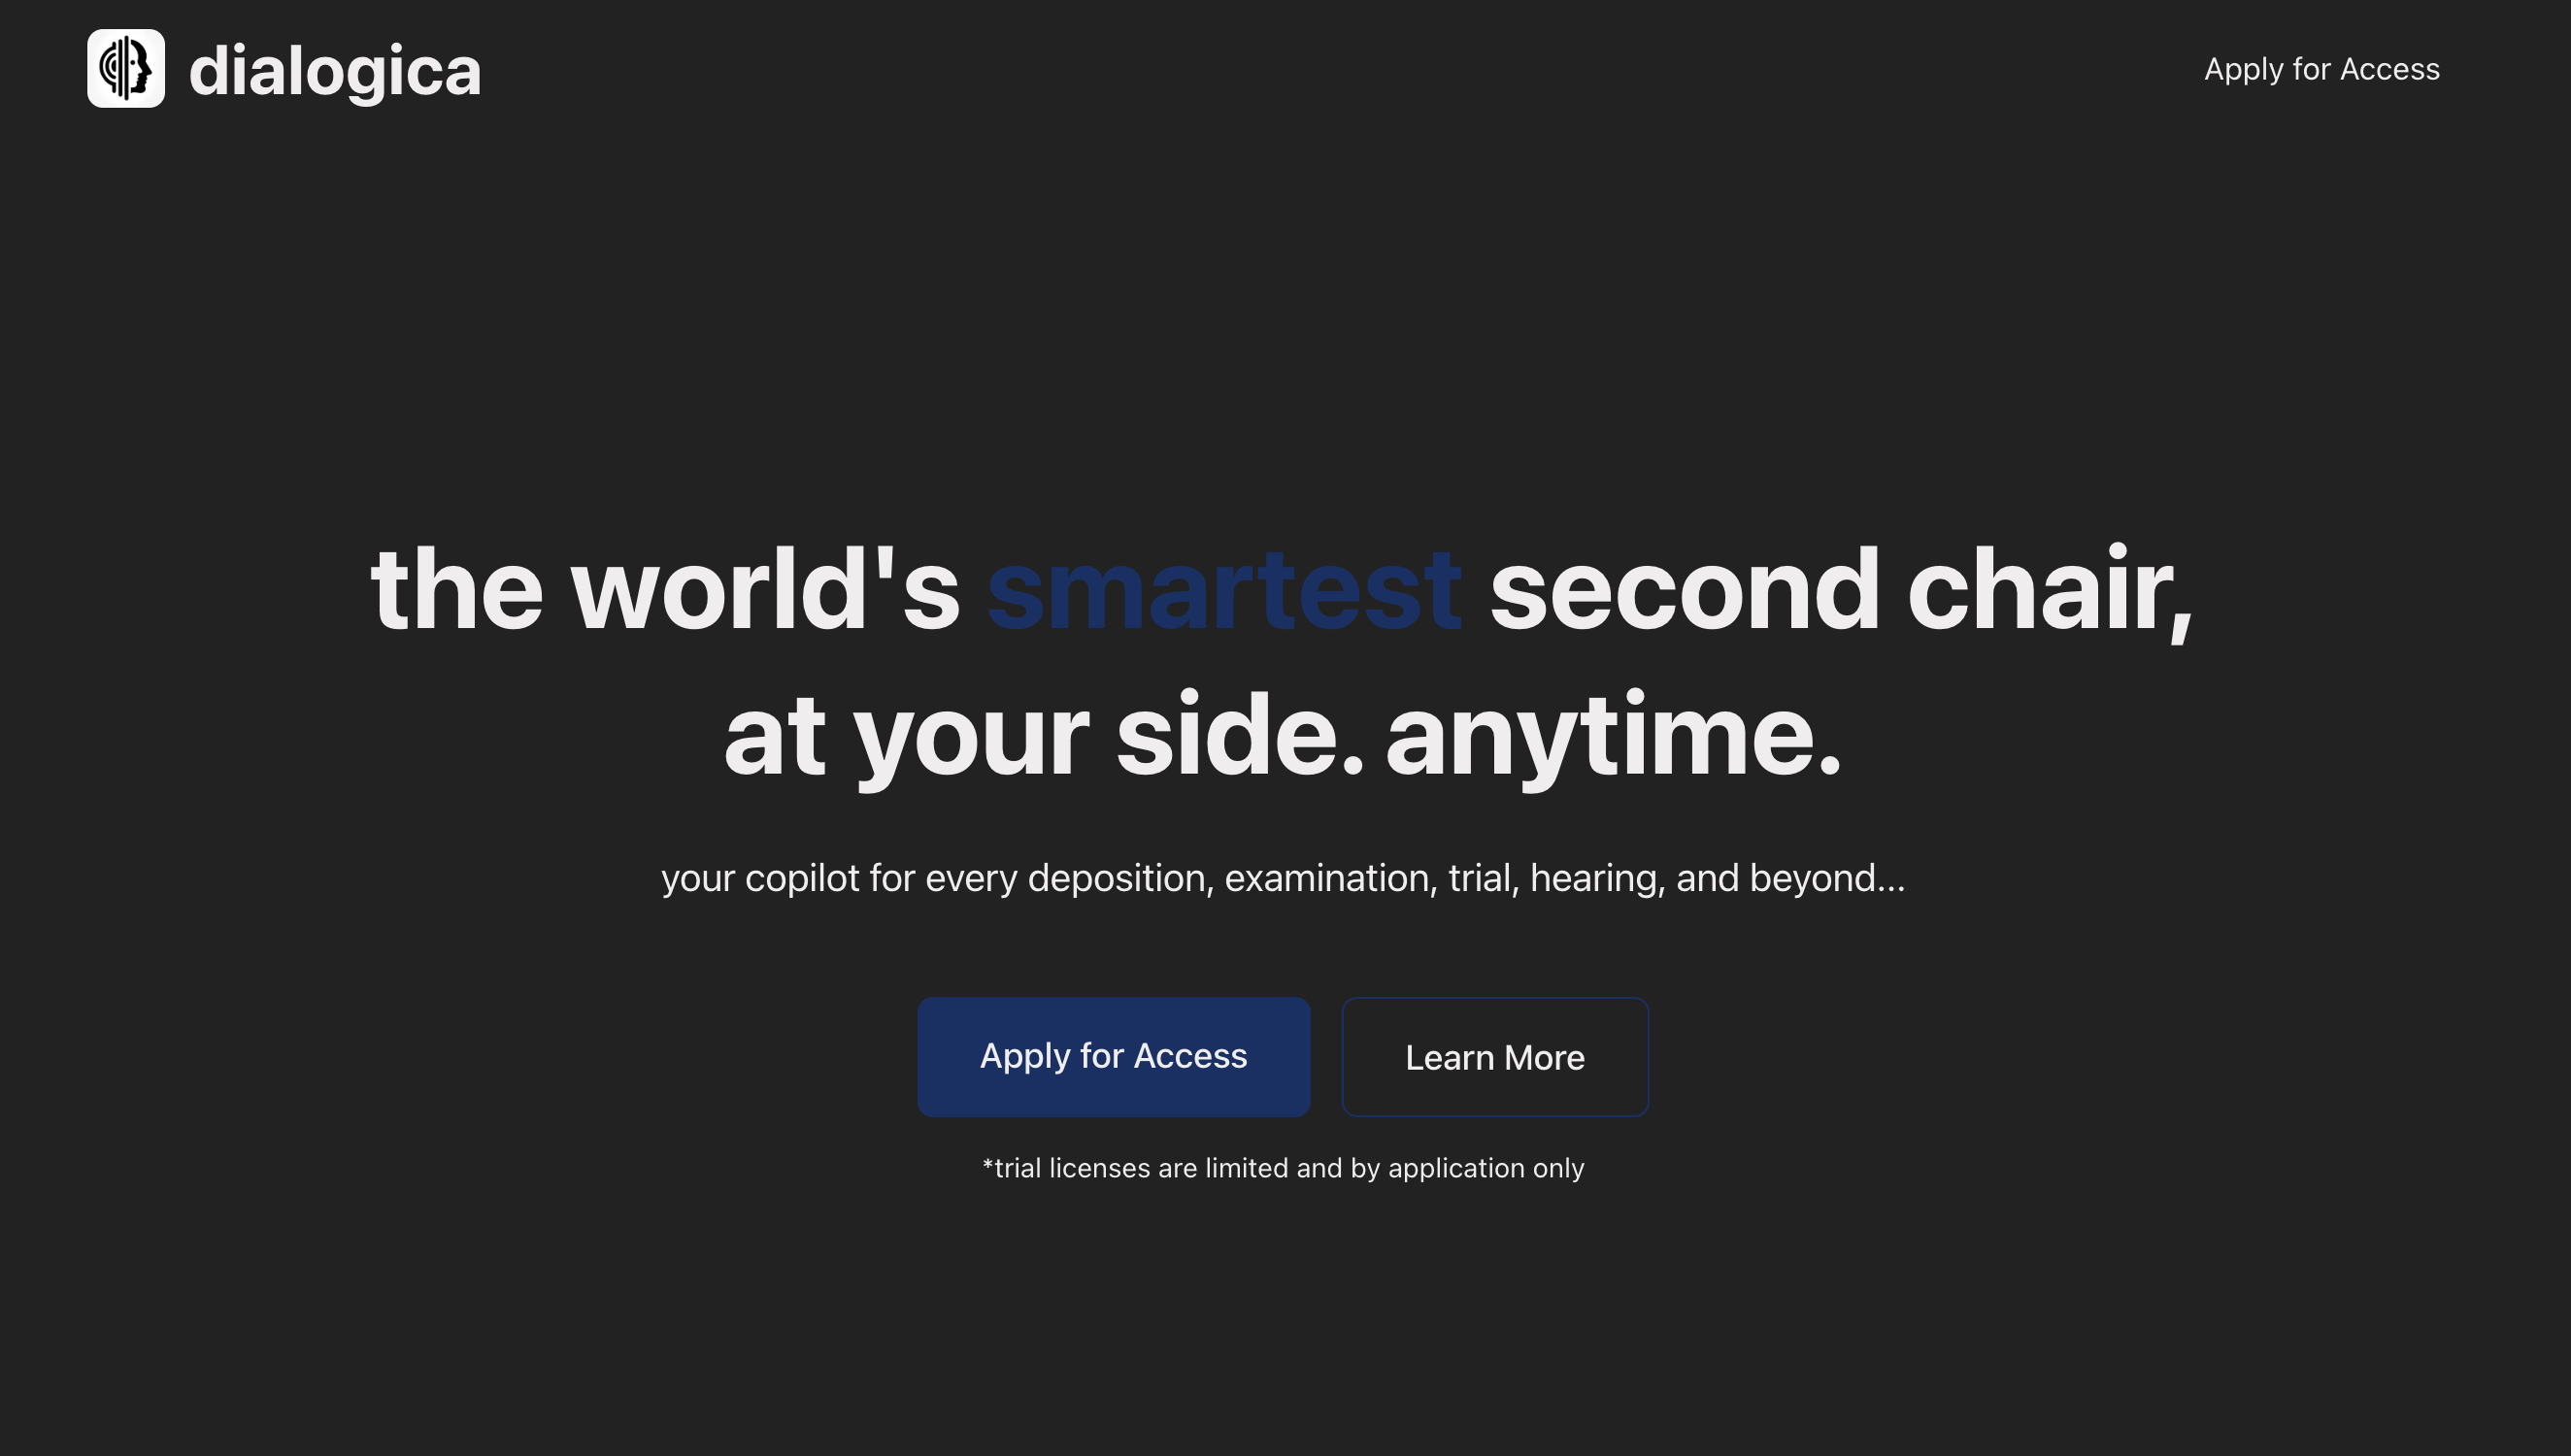 dialogica
Apply for Access
the world's smartest second chair,
at your side. anytime.
your copilot for every deposition, examination, trial, hearing, and beyond...
Apply for Access
Learn More
*trial licenses are limited and by application only